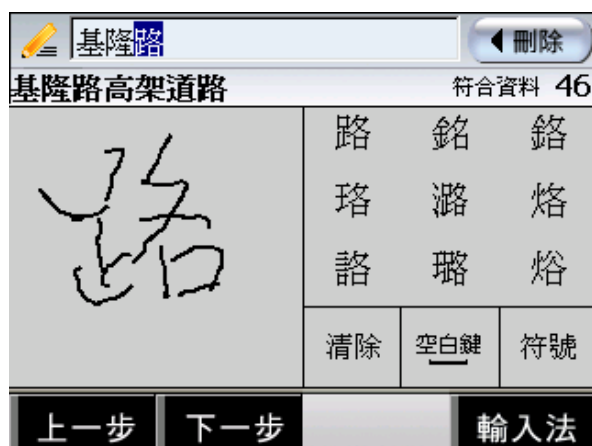 基隆路
刪除
基隆路高架道路
符合資料 46
路
路 銘 鉻
珞 潞 烙
詻 璐 焀
清除 空白鍵 符號
上一步 下一步 輸入法